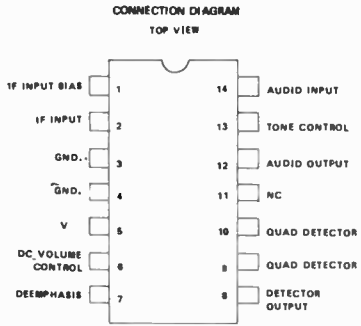 CONNECTION DIAGRAM
TOP VIEW
IF INPUT BIAS 1 14 AUDIO INPUT
IF INPUT 2 13 TONE CONTROL
GND. 3 12 AUDIO OUTPUT
GND. 4 11 NC
V 5 10 QUAD DETECTOR
DC VOLUME
CONTROL 6 9 QUAD DETECTOR
DEEMPHASIS 7 8 DETECTOR
OUTPUT